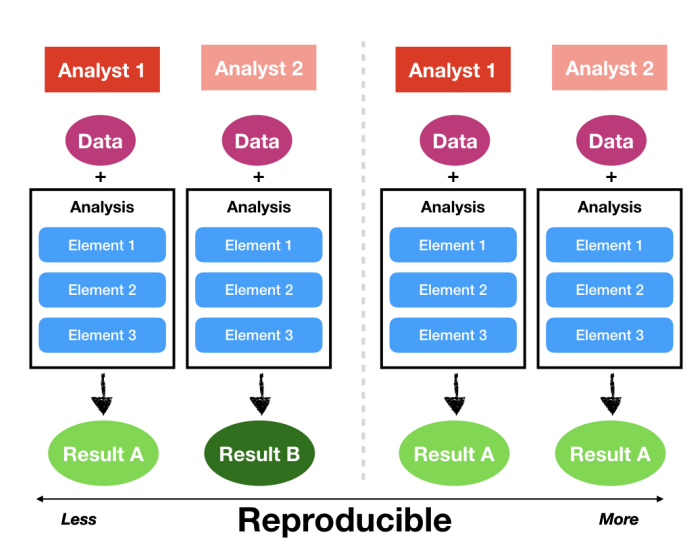 Analyst 1
Analyst 2
Analyst 1
Analyst 2
Data
Data
Data
Data
+
+
+
+
Analysis
Analysis
Analysis
Analysis
Element 1
Element 1
Element 1
Element 1
Element 2
Element 2
Element 2
Element 2
Element 3
Element 3
Element 3
Element 3
Result A
Result B
Result A
Result A
Less
Reproducible
More